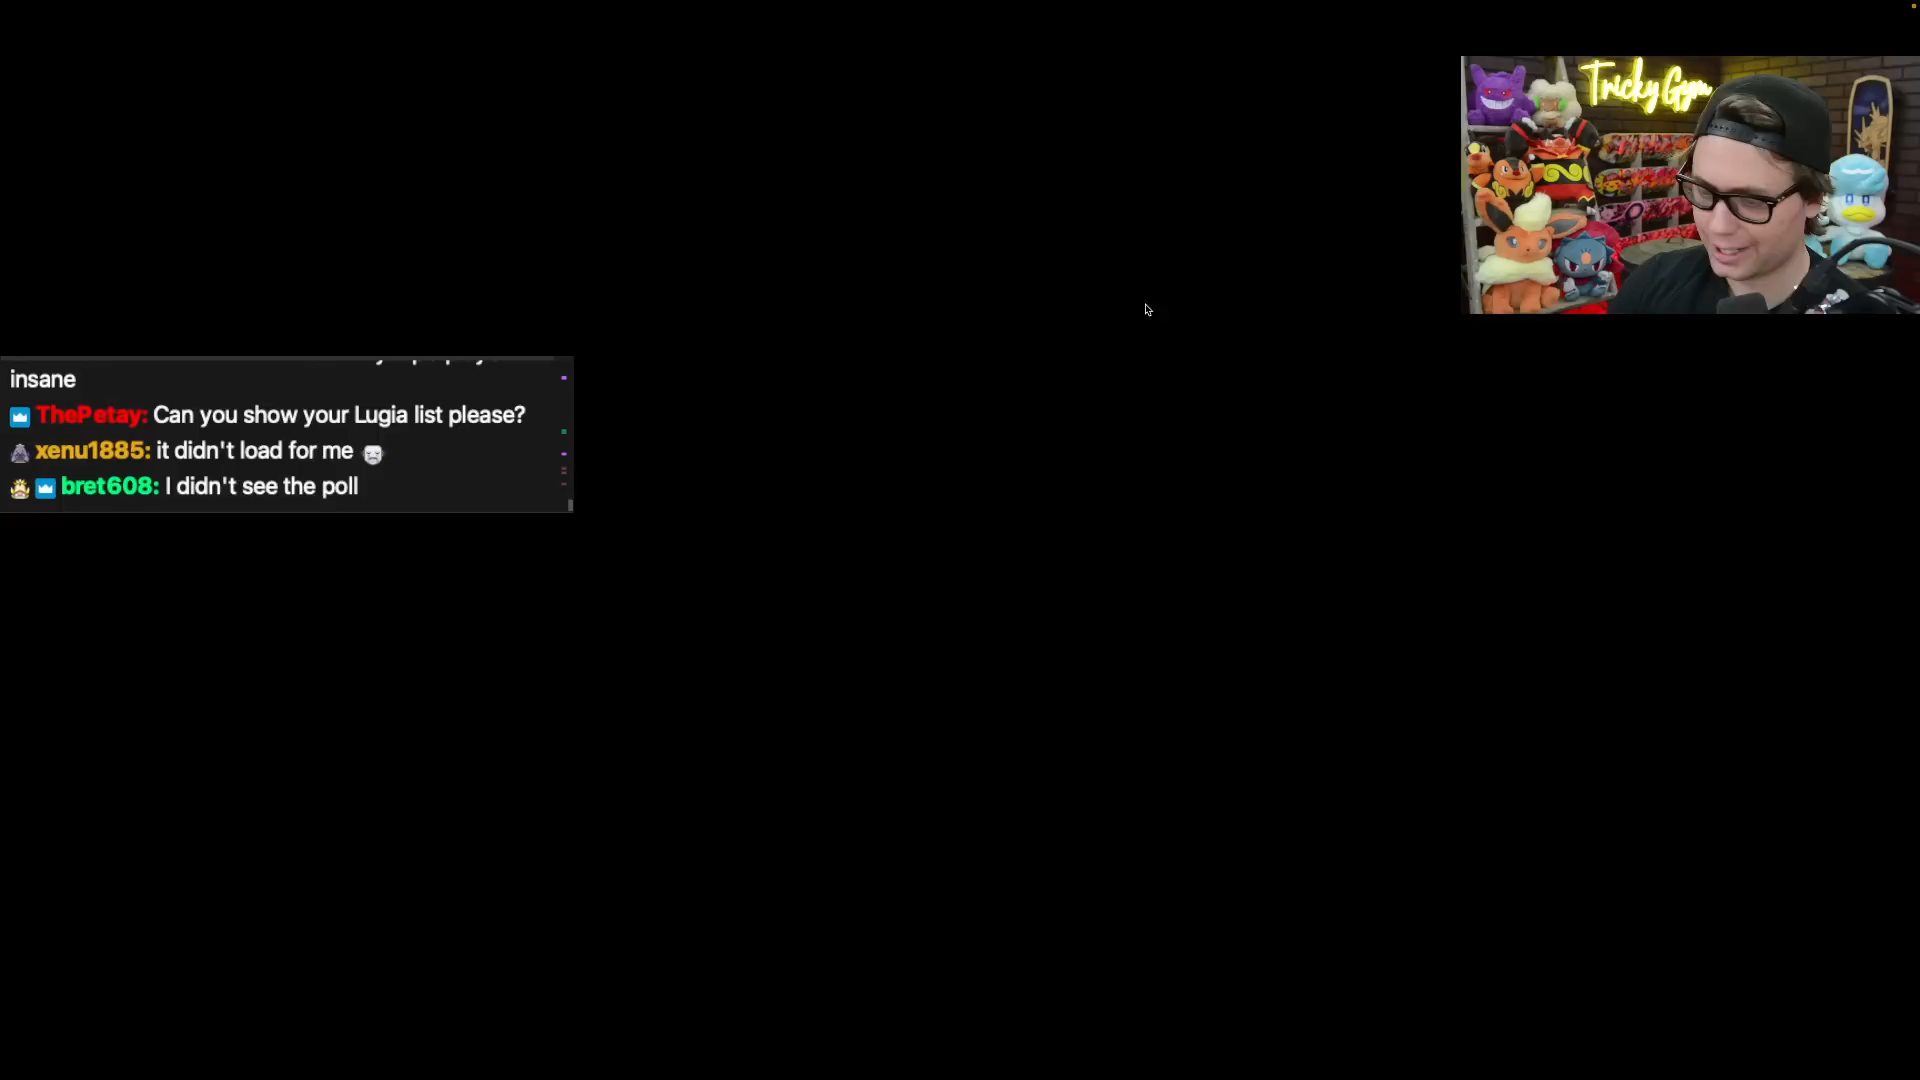 Tricky Gym
insane
ThePetay: Can you show your Lugia list please?
xenu1885: it didn't load for me
bret608: I didn't see the poll